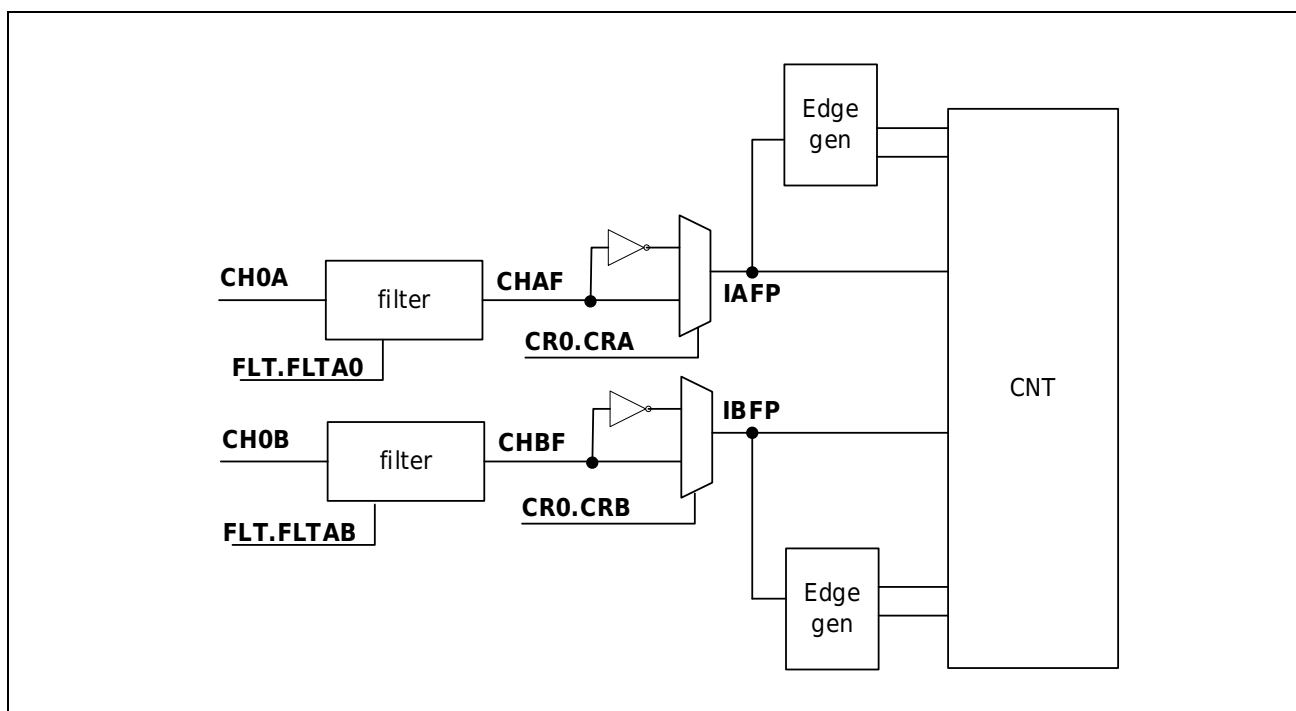 Edge
gen
CH0A
filter
CHAF
IAFP
CR0.CRA
FLT.FLTA0
CNT
CH0B
filter
CHBF
IBFP
CR0.CRB
FLT.FLTAB
Edge
gen